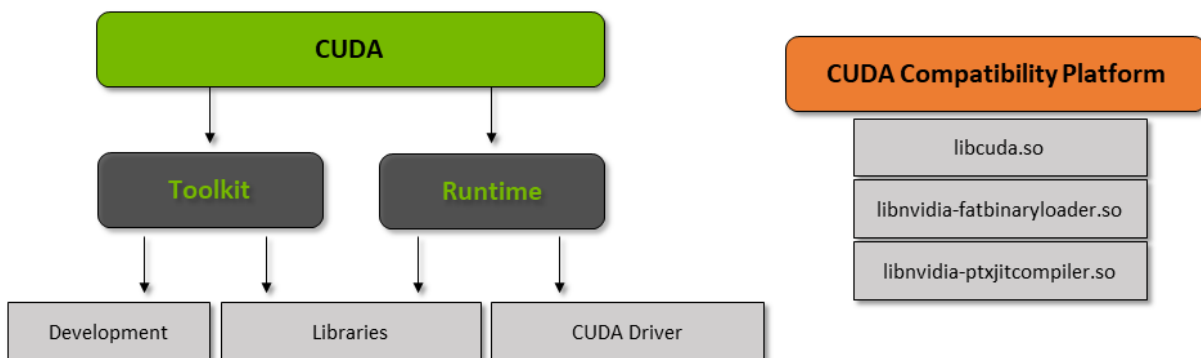 CUDA
Toolkit
Runtime
Development
Libraries
CUDA Driver
CUDA Compatibility Platform
libcuda.so
libnvidia-fatbinaryloader.so
libnvidia-ptxjitcompiler.so